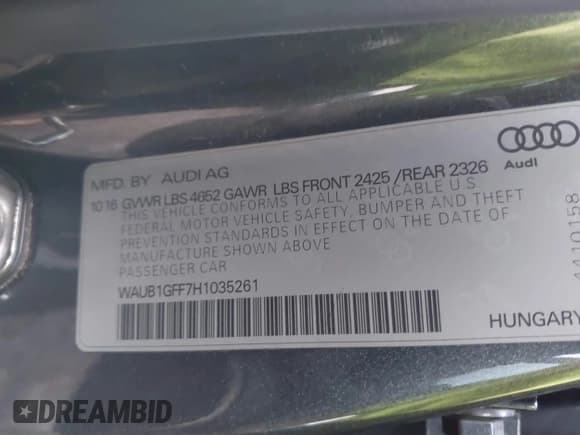 MFD. BY AUDI AG
10 16 GVWR LBS 4652 GAWR LBS FRONT 2425 /REAR 2326
THIS VEHICLE CONFORMS TO ALL APPLICABLE U.S.
FEDERAL MOTOR VEHICLE SAFETY, BUMPER AND THEFT
PREVENTION STANDARDS IN EFFECT ON THE DATE OF
MANUFACTURE SHOWN ABOVE
PASSENGER CAR
WAUB1GFF7H1035261
Audi
4110158
HUNGARY
DREAMBID